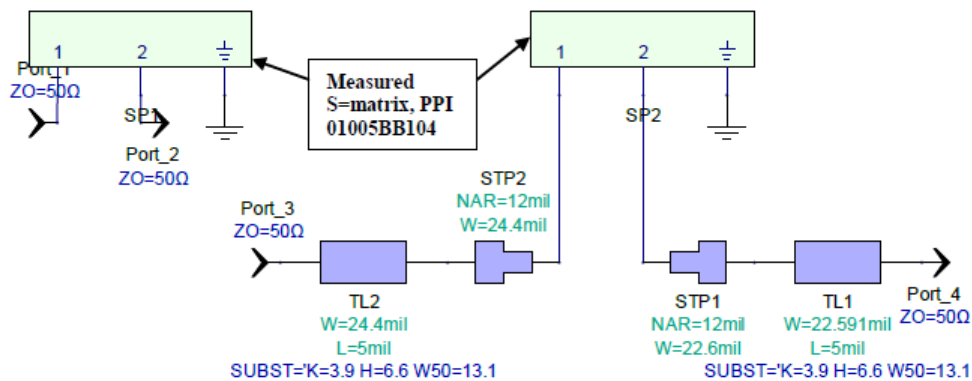 1
2
Port_1
ZO=50Ω
SP1
Port_2
ZO=50Ω
Measured
S=matrix, PPI
01005BB104
1
2
SP2
STP2
NAR=12mil
W=24.4mil
Port_3
ZO=50Ω
TL2
W=24.4mil
L=5mil
SUBST='K=3.9 H=6.6 W50=13.1
STP1
NAR=12mil
W=22.6mil
TL1
W=22.591mil
L=5mil
SUBST='K=3.9 H=6.6 W50=13.1
Port_4
ZO=50Ω